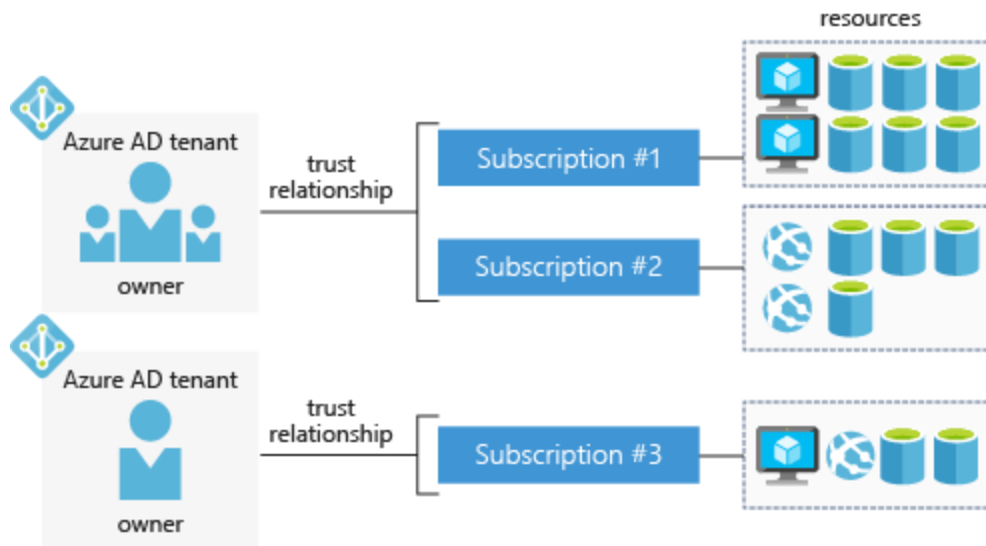 resources
Azure AD tenant
owner
trust
relationship
Subscription #1
Subscription #2
Azure AD tenant
owner
trust
relationship
Subscription #3